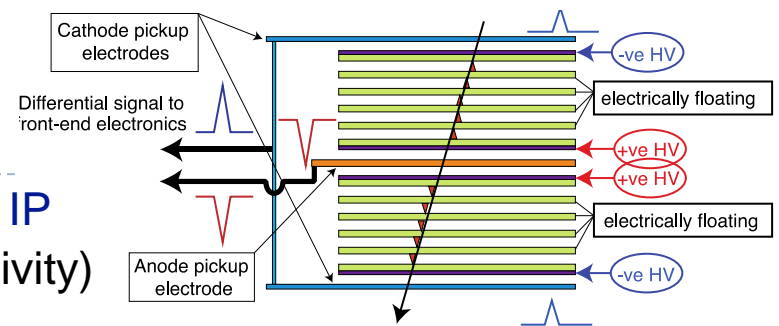 Cathode pickup
electrodes
-ve HV
Differential signal to
front-end electronics
electrically floating
+ve HV
+ve HV
IP
ivity)
electrically floating
Anode pickup
electrode
-ve HV